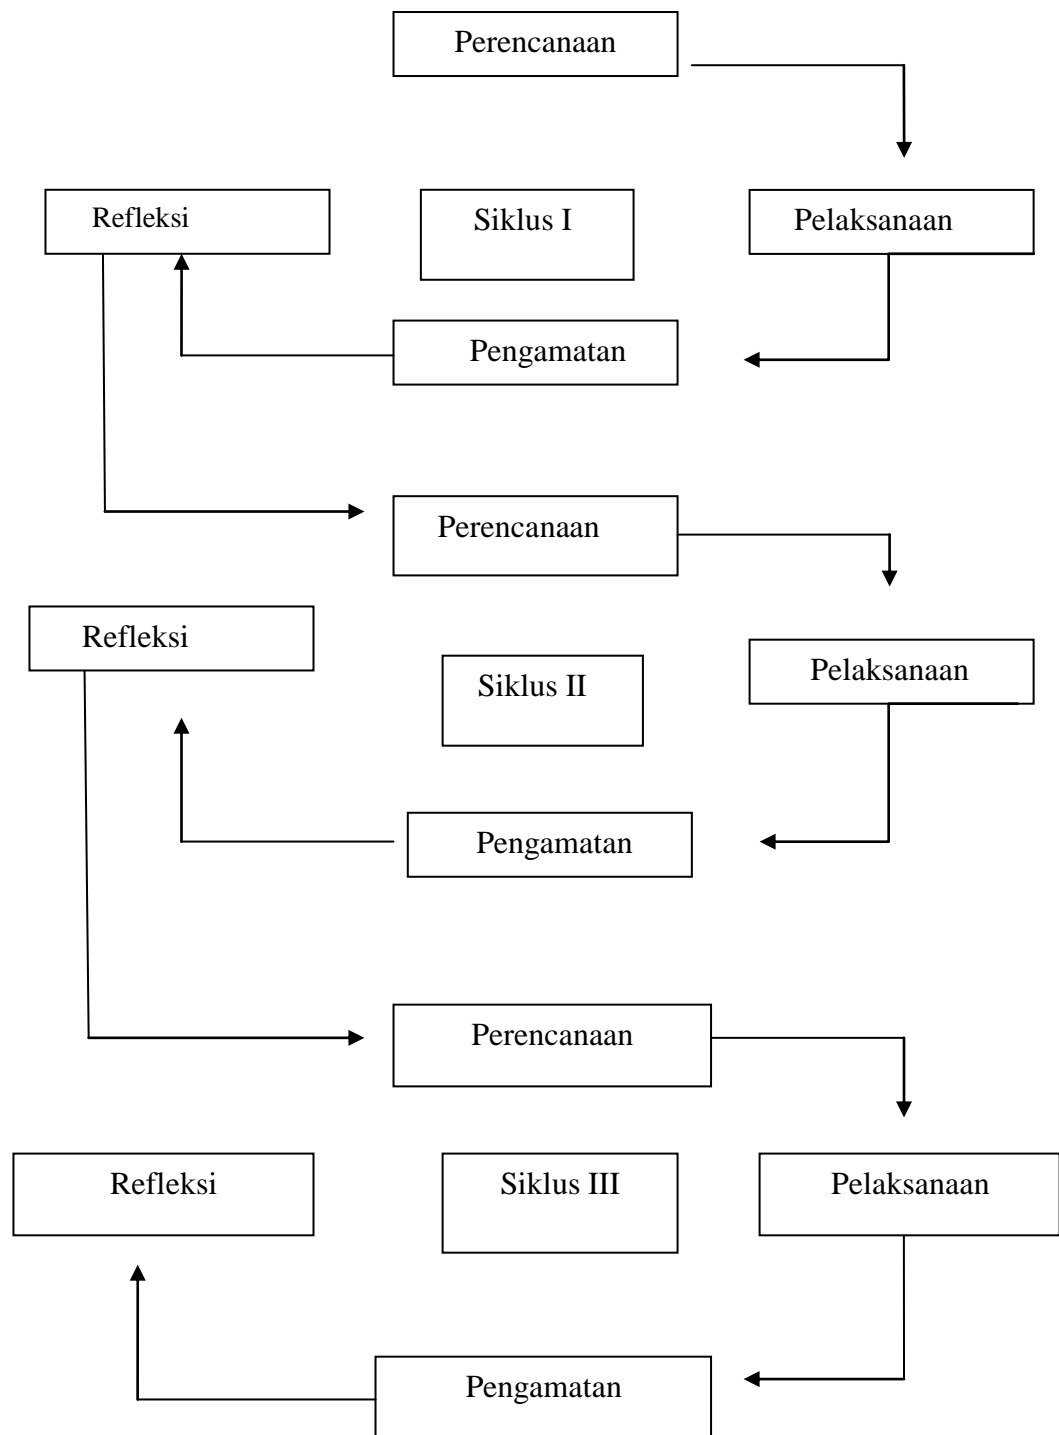 Perencanaan
Refleksi
Siklus I
Pelaksanaan
Pengamatan
Perencanaan
Refleksi
Siklus II
Pelaksanaan
Pengamatan
Perencanaan
Refleksi
Siklus III
Pelaksanaan
Pengamatan